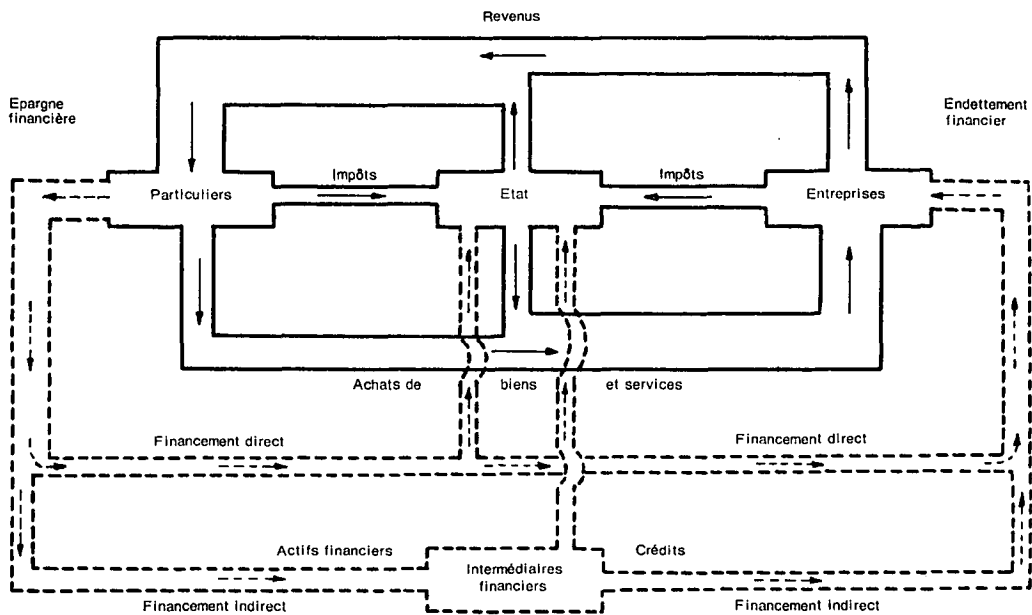 Revenus
Epargne
financière
Endettement
financier
Impôts
Impôts
Particuliers
Etat
Entreprises
Achats de biens et services
Financement direct
Financement direct
Actifs financiers
Crédits
Intermédiaires
financiers
Financement indirect
Financement indirect